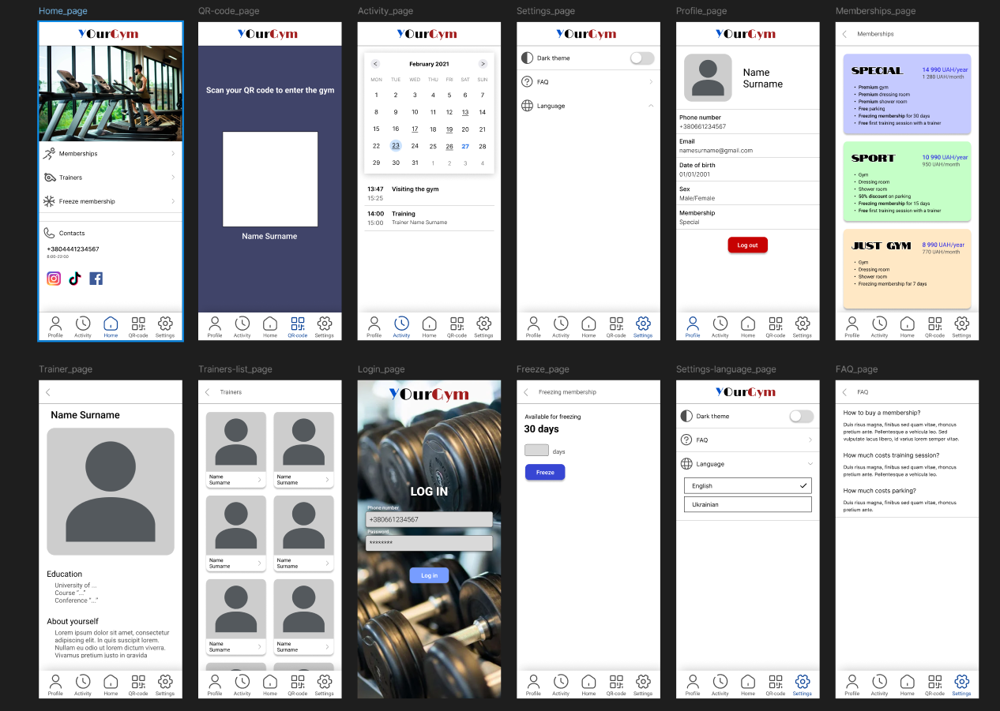 Home_page
yOurGym
Memberships
Trainers
Freeze membership
Contacts
+3804441234567
8:00-22:00
Profile Activity Home QR-code Settings
QR-code_page
yOurGym
Scan your QR code to enter the gym
Name Surname
Profile Activity Home QR-code Settings
Activity_page
yOurGym
< February 2021 >
MON TUE WED THU FRI SAT SUN
1 2 3 4 5 6 7
8 9 10 11 12 13 14
15 16 17 18 19 20 21
22 23 24 25 26 27 28
29 30 31 1 2 3 4
13:47 Visiting the gym
15:25
14:00 Training
15:00 Trainer Name Surname
Profile Activity Home QR-code Settings
Settings_page
yOurGym
Dark theme
FAQ
Language
Profile Activity Home QR-code Settings
Profile_page
yOurGym
Name
Surname
Phone number
+380661234567
Email
namesurname@gmail.com
Date of birth
01/01/2001
Sex
Male/Female
Membership
Special
Log out
Profile Activity Home QR-code Settings
Memberships_page
Memberships
SPECIAL 14 990 UAH/year
1 280 UAH/month
• Premium gym
• Premium dressing room
• Premium shower room
• Free parking
• Freezing membership for 30 days
• Free first training session with a trainer
SPORT 10 990 UAH/year
950 UAH/month
• Gym
• Dressing room
• Shower room
• 50% discount on parking
• Freezing membership for 15 days
• Free first training session with a trainer
JUST GYM 8 990 UAH/year
770 UAH/month
• Gym
• Dressing room
• Shower room
• Freezing membership for 7 days
Profile Activity Home QR-code Settings
Trainer_page
Name Surname
Education
University of ...
Course "..."
Conference "..."
About yourself
Lorem ipsum dolor sit amet, consectetur
adipiscing elit. In quis suscipit lorem.
Nullam eu odio ut lorem dictum viverra.
Vivamus pretium justo in gravida
Profile Activity Home QR-code Settings
Trainers-list_page
Trainers
Name
Surname
Name
Surname
Name
Surname
Name
Surname
Name
Surname
Name
Surname
Profile Activity Home QR-code Settings
Login_page
yOurGym
LOG IN
Phone number
+380661234567
Password
********
Log in
Freeze_page
Freezing membership
Available for freezing
30 days
days
Freeze
Profile Activity Home QR-code Settings
Settings-language_page
yOurGym
Dark theme
FAQ
Language
English
Ukrainian
Profile Activity Home QR-code Settings
FAQ_page
FAQ
How to buy a membership?
Duis risus magna, finibus sed quam vitae, rhoncus
pretium ante. Pellentesque a vehicula leo. Sed
vulputate lacus libero, id varius lorem semper vitae.
How much costs training session?
Duis risus magna, finibus sed quam vitae, rhoncus
pretium ante. Pellentesque a vehicula leo.
How much costs parking?
Duis risus magna, finibus sed quam vitae, rhoncus
pretium ante.
Profile Activity Home QR-code Settings